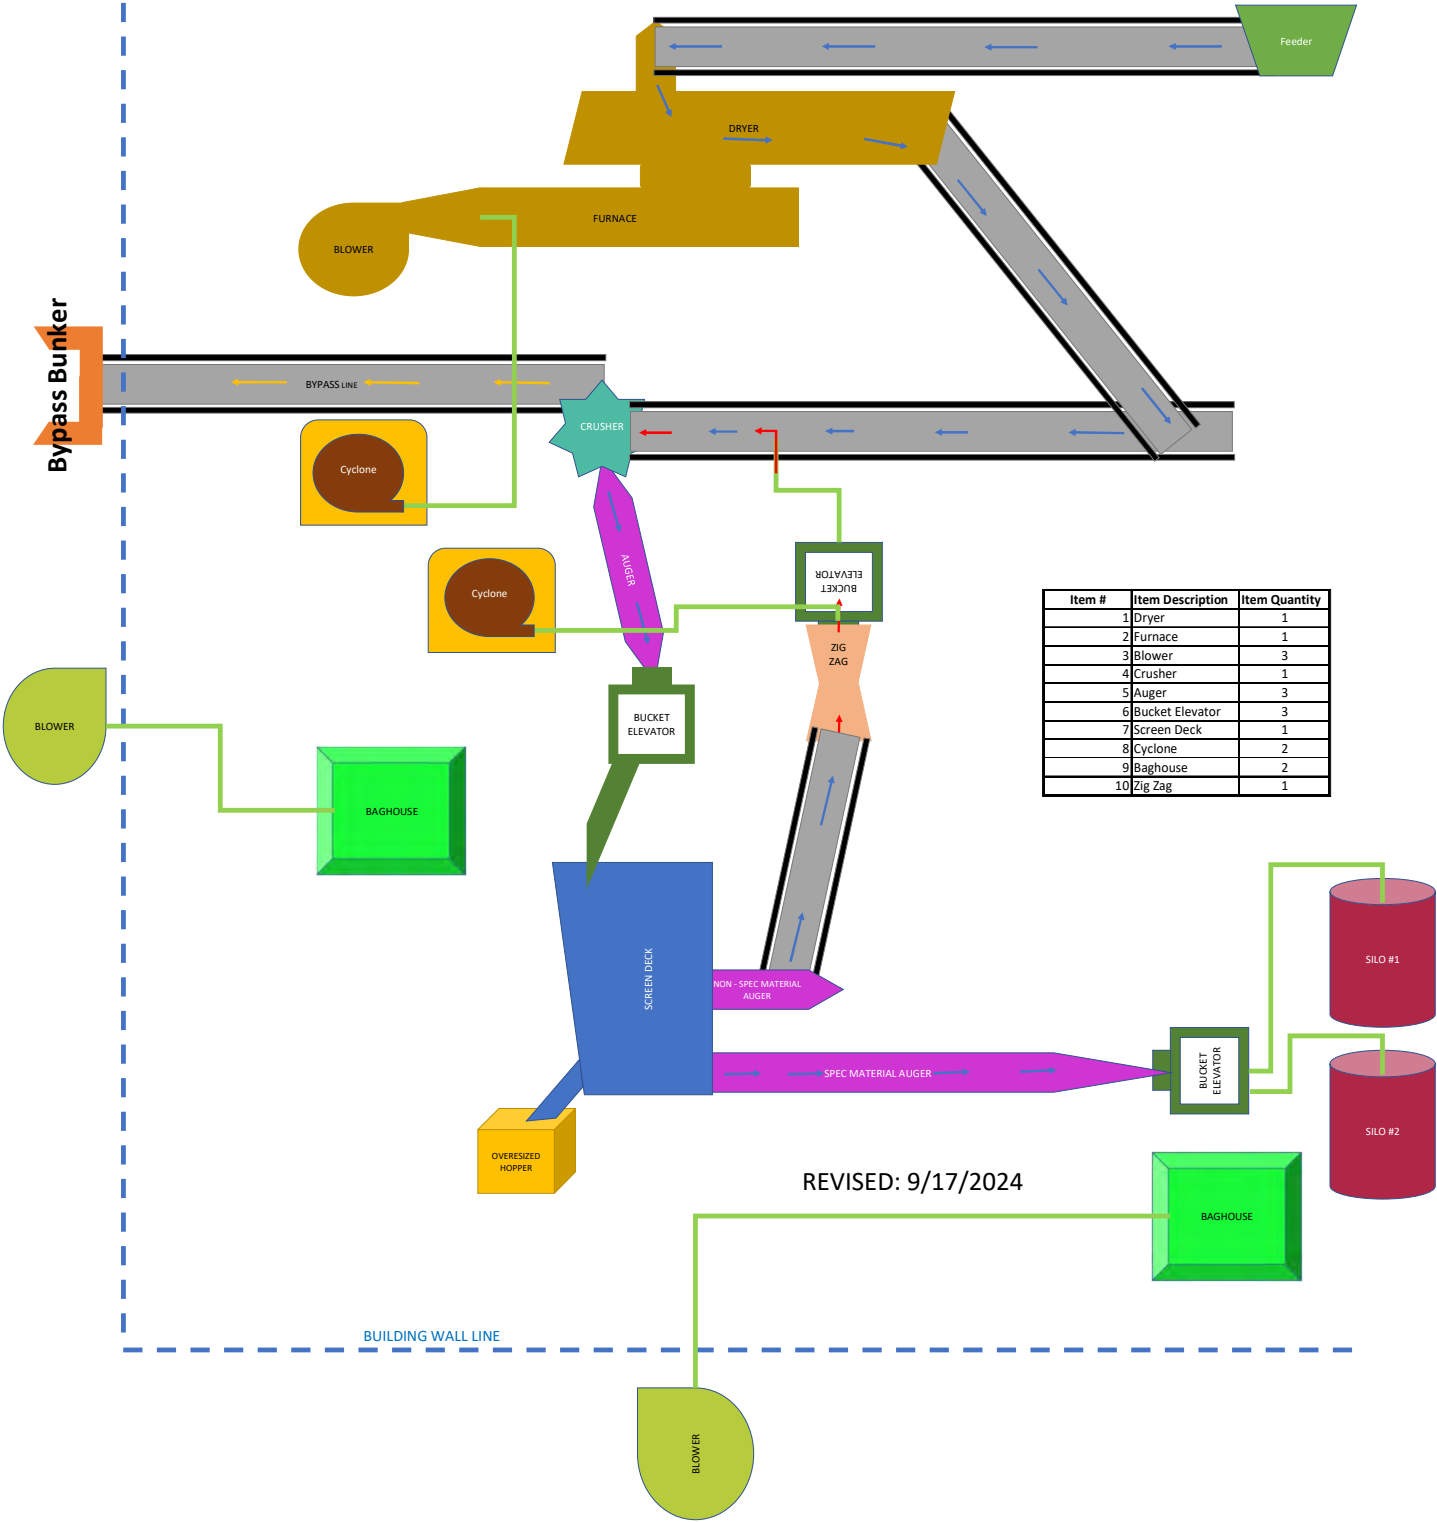 Feeder
DRYER
FURNACE
BLOWER
Bypass Bunker
BYPASS LINE
CRUSHER
Cyclone
AUGER
BUCKET
ELEVATOR
Cyclone
ZIG
ZAG
Item # Item Description Item Quantity
1 Dryer 1
2 Furnace 1
3 Blower 3
4 Crusher 1
5 Auger 3
6 Bucket Elevator 3
7 Screen Deck 1
8 Cyclone 2
9 Baghouse 2
10 Zig Zag 1
BLOWER
BUCKET
ELEVATOR
BAGHOUSE
SCREEN DECK
NON - SPEC MATERIAL
AUGER
SILO #1
SPEC MATERIAL AUGER
BUCKET
ELEVATOR
SILO #2
OVERESIZED
HOPPER
REVISED: 9/17/2024
BAGHOUSE
BUILDING WALL LINE
BLOWER